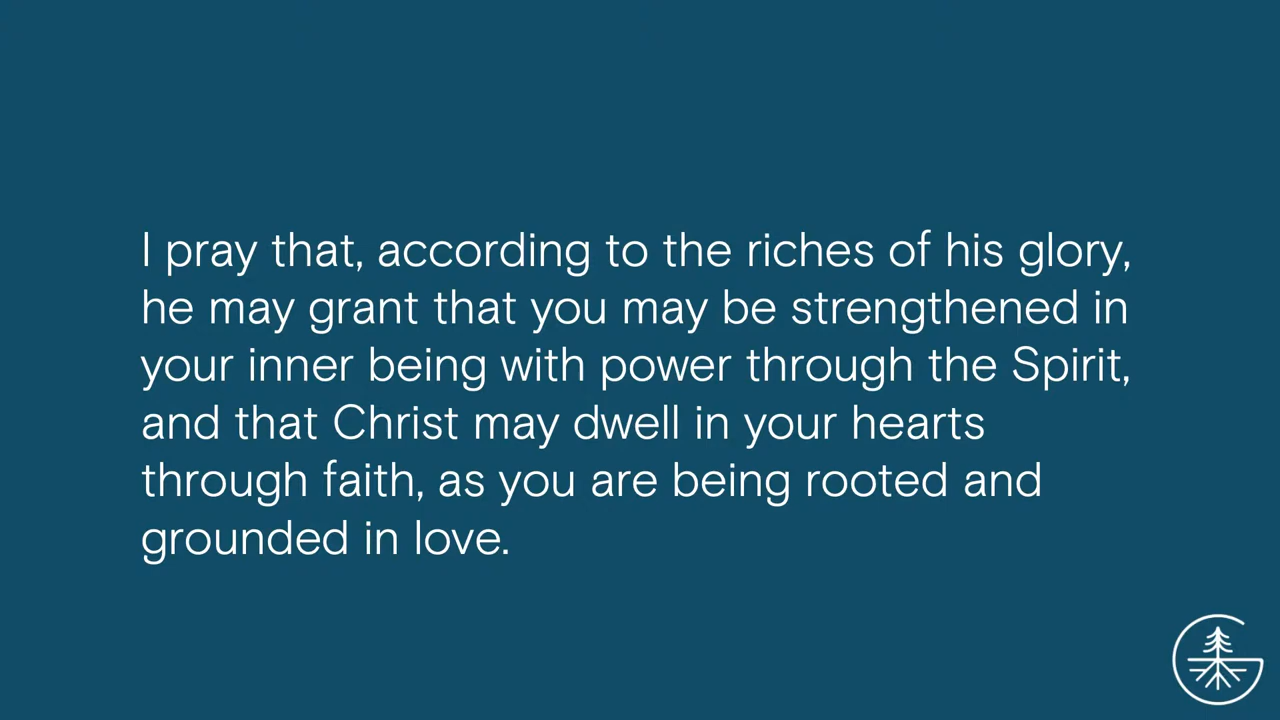 I pray that, according to the riches of his glory,
he may grant that you may be strengthened in
your inner being with power through the Spirit,
and that Christ may dwell in your hearts
through faith, as you are being rooted and
grounded in love.